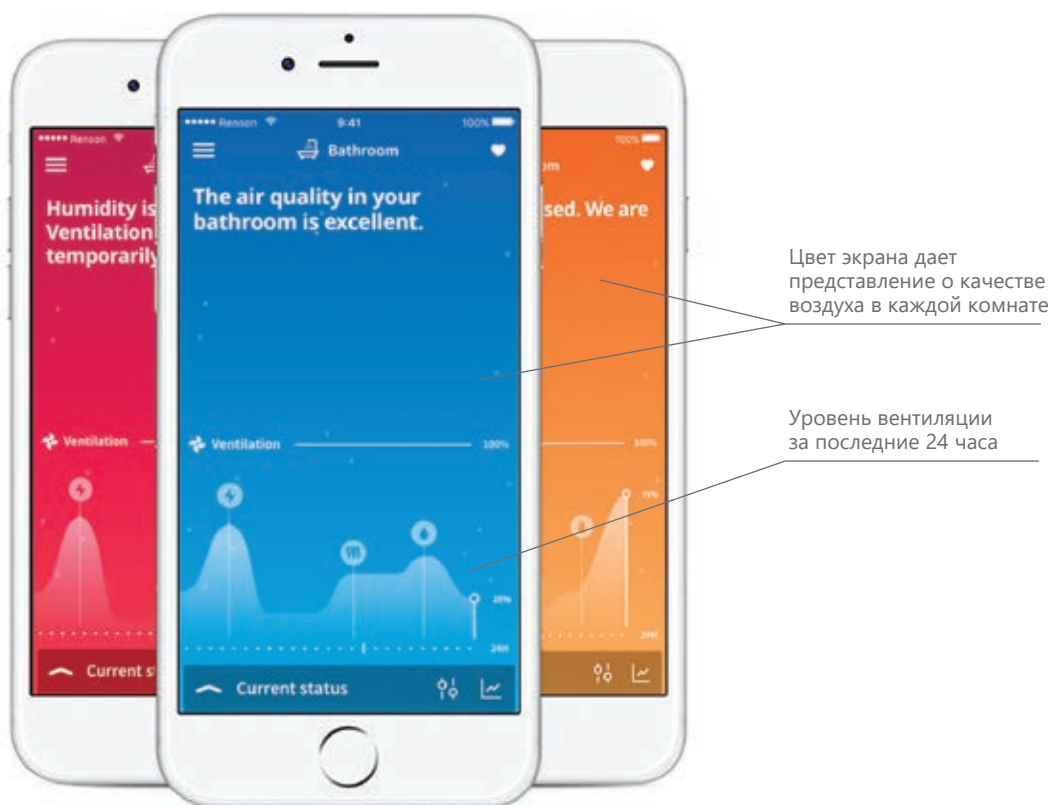 Renson
9:41
100%
Bathroom
The air quality in your
bathroom is excellent.
Ventilation
100%
20%
24H
Current status
Renson
Humidity is
Ventilation
temporarily
Ventilation
Current s
100%
om
sed. We are
100%
75%
24H
Цвет экрана дает
представление о качестве
воздуха в каждой комнате
Уровень вентиляции
за последние 24 часа